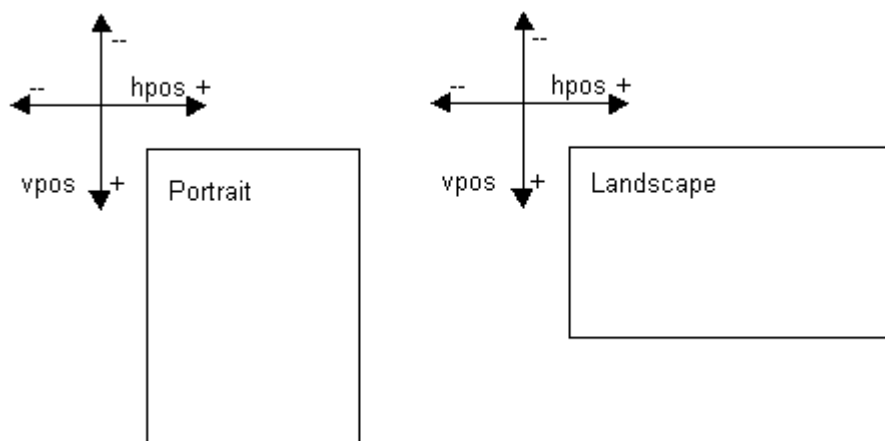 --
-- hpos +
vpos +
Portrait
--
-- hpos +
vpos +
Landscape